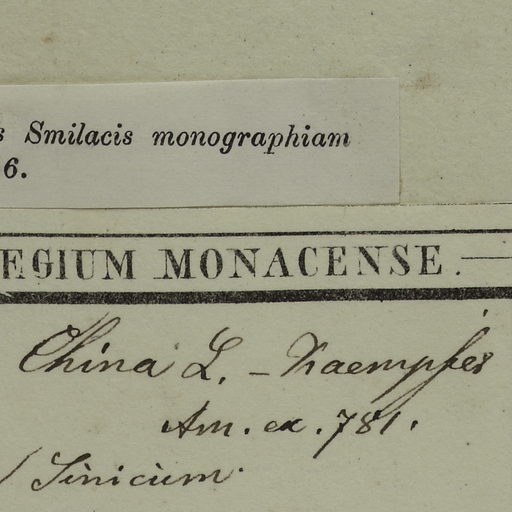 s Smilacis monographiam
6.
EGIUM MONACENSE.
China L. – Kaempfer
Am. ex. 781.
Sinicum.